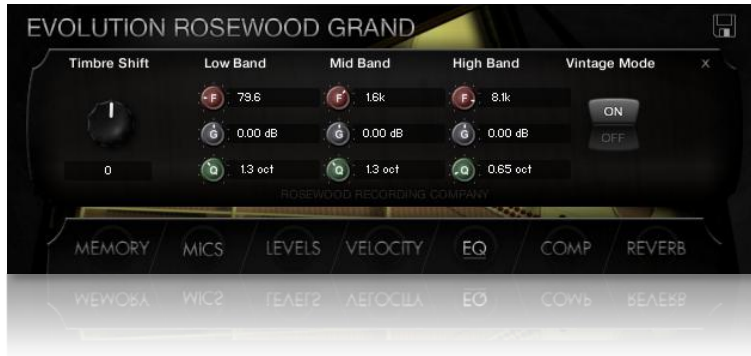 EVOLUTION ROSEWOOD GRAND
Timbre Shift Low Band Mid Band High Band Vintage Mode x
F 79.6 F 1.6k F 8.1k ON
G 0.00 dB G 0.00 dB G 0.00 dB OFF
0 Q 1.3 oct Q 1.3 oct Q 0.65 oct
ROSEWOOD RECORDING COMPANY
MEMORY MICS LEVELS VELOCITY EQ COMP REVERB